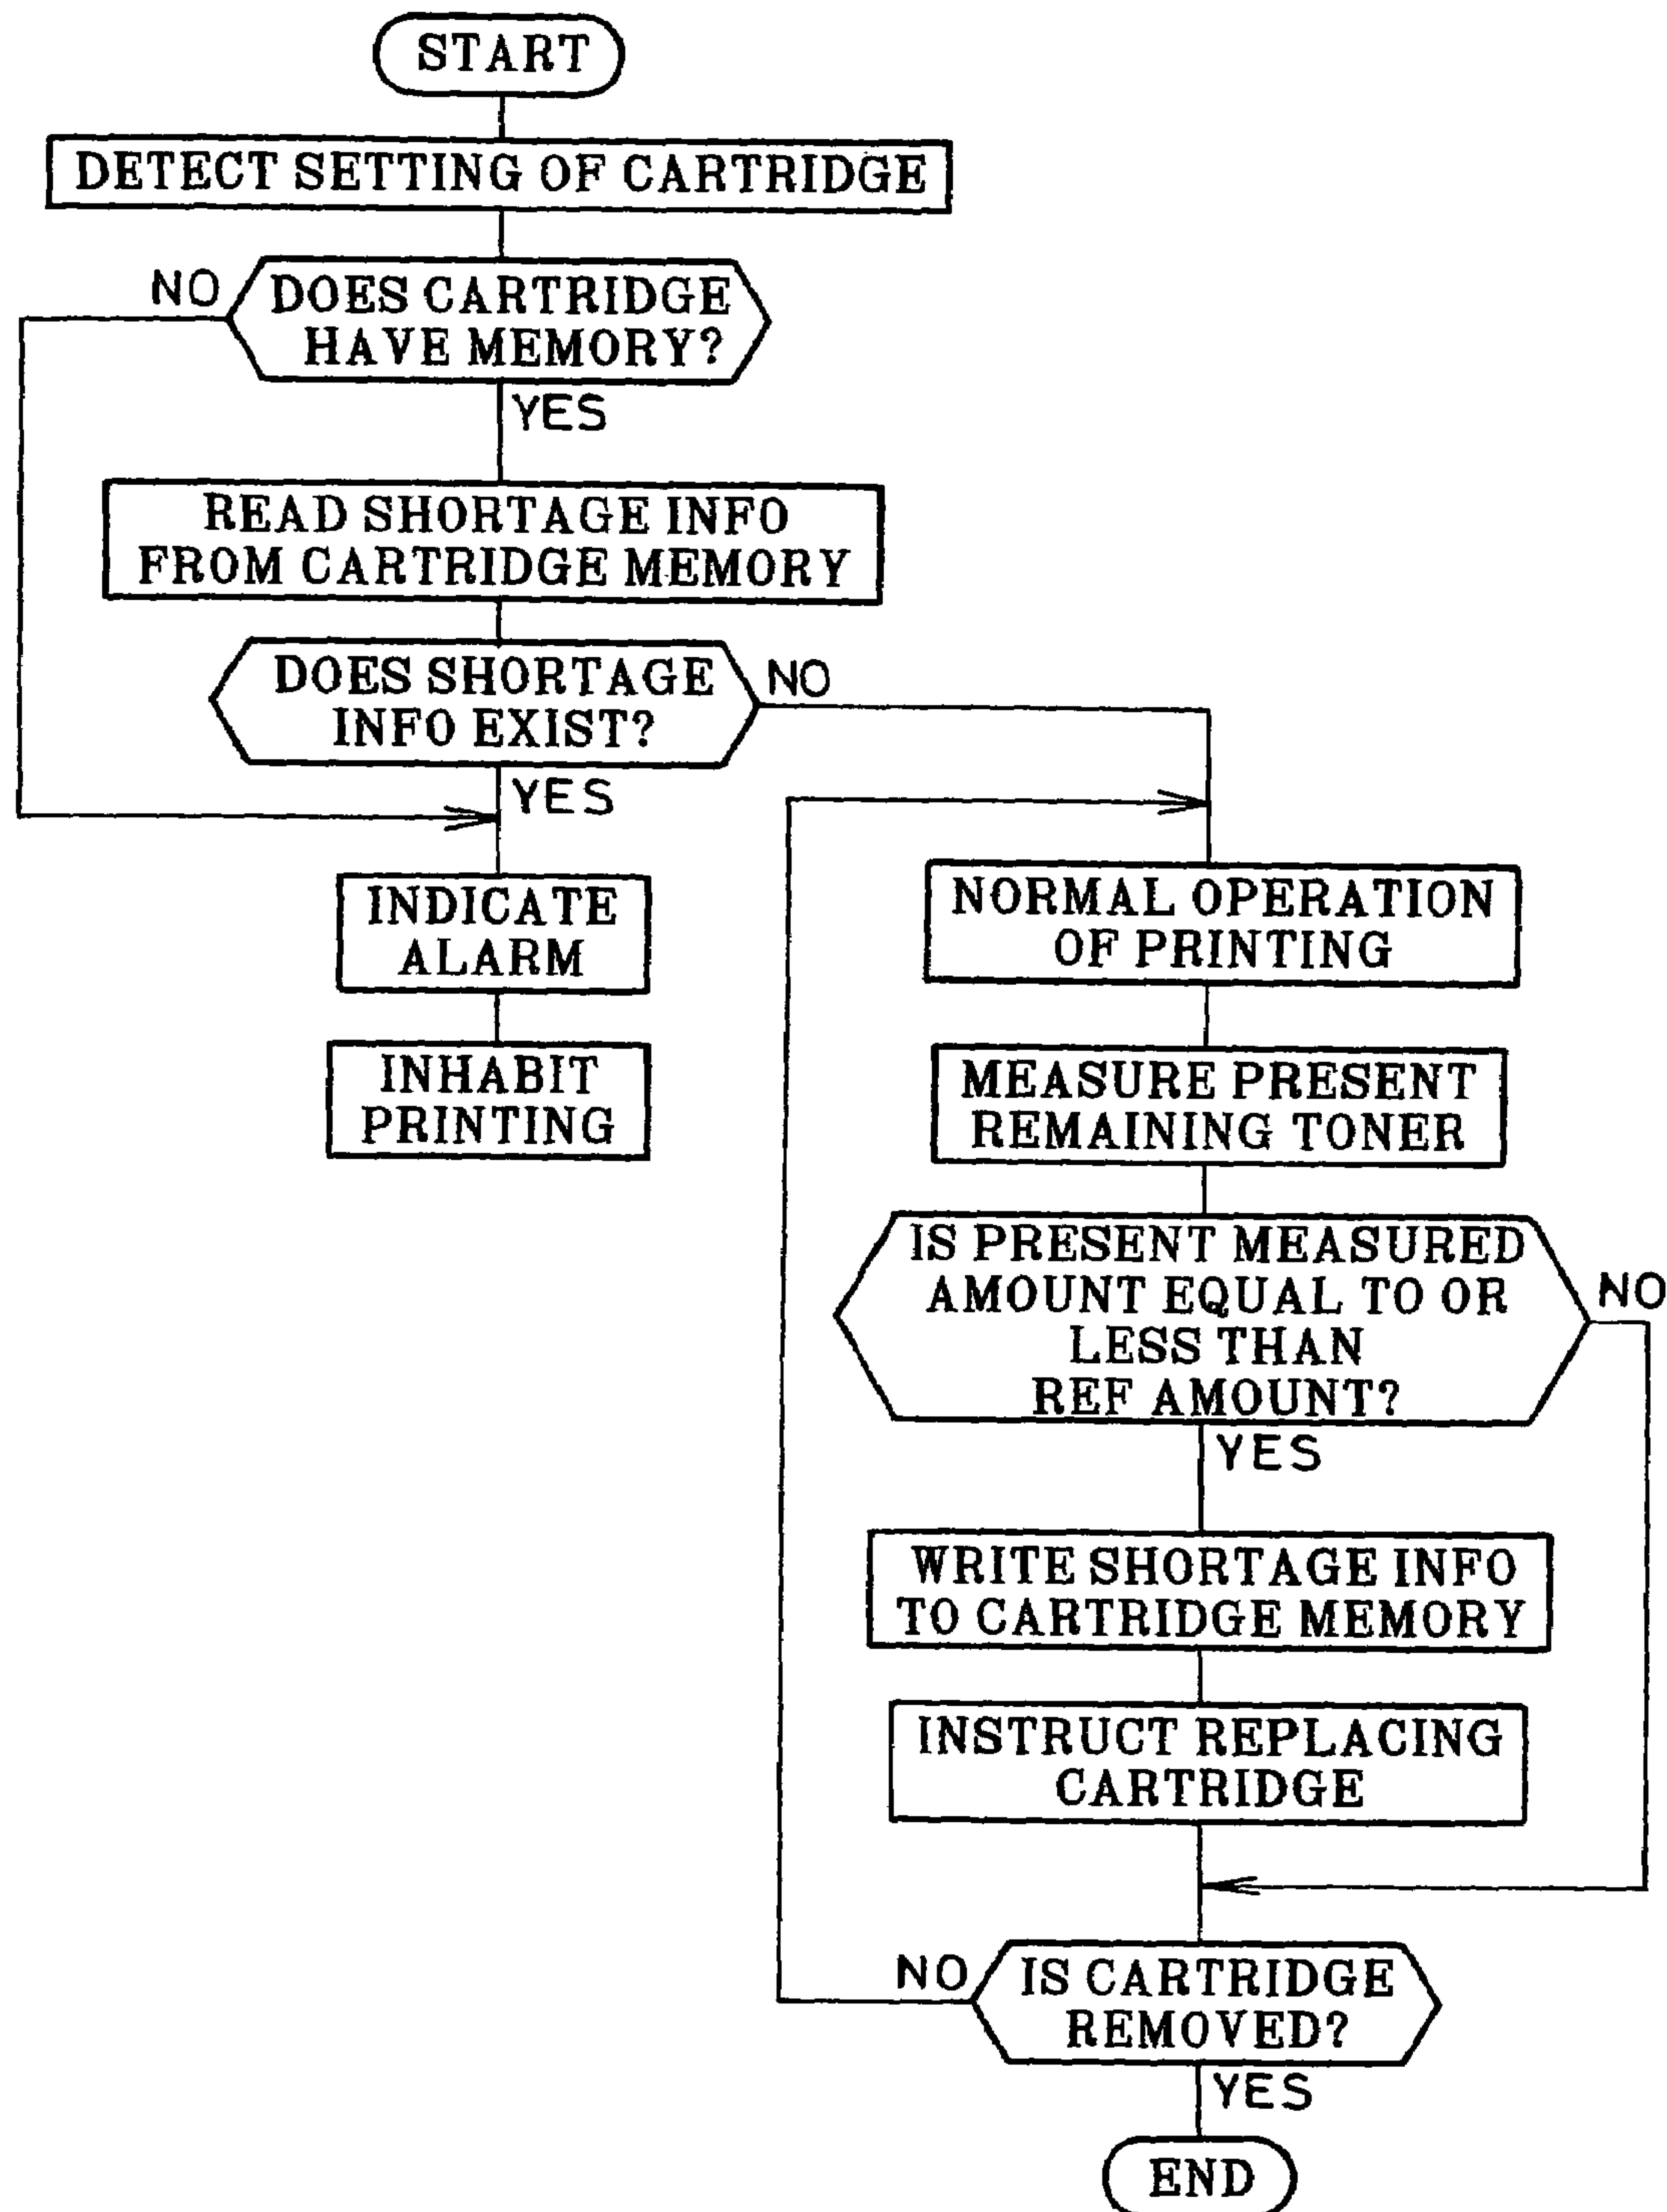 START
DETECT SETTING OF CARTRIDGE
NO
DOES CARTRIDGE
HAVE MEMORY?
YES
READ SHORTAGE INFO
FROM CARTRIDGE MEMORY
DOES SHORTAGE
INFO EXIST?
NO
YES
INDICATE
ALARM
INHABIT
PRINTING
NORMAL OPERATION
OF PRINTING
MEASURE PRESENT
REMAINING TONER
IS PRESENT MEASURED
AMOUNT EQUAL TO OR
LESS THAN
REF AMOUNT?
NO
YES
WRITE SHORTAGE INFO
TO CARTRIDGE MEMORY
INSTRUCT REPLACING
CARTRIDGE
NO
IS CARTRIDGE
REMOVED?
YES
END